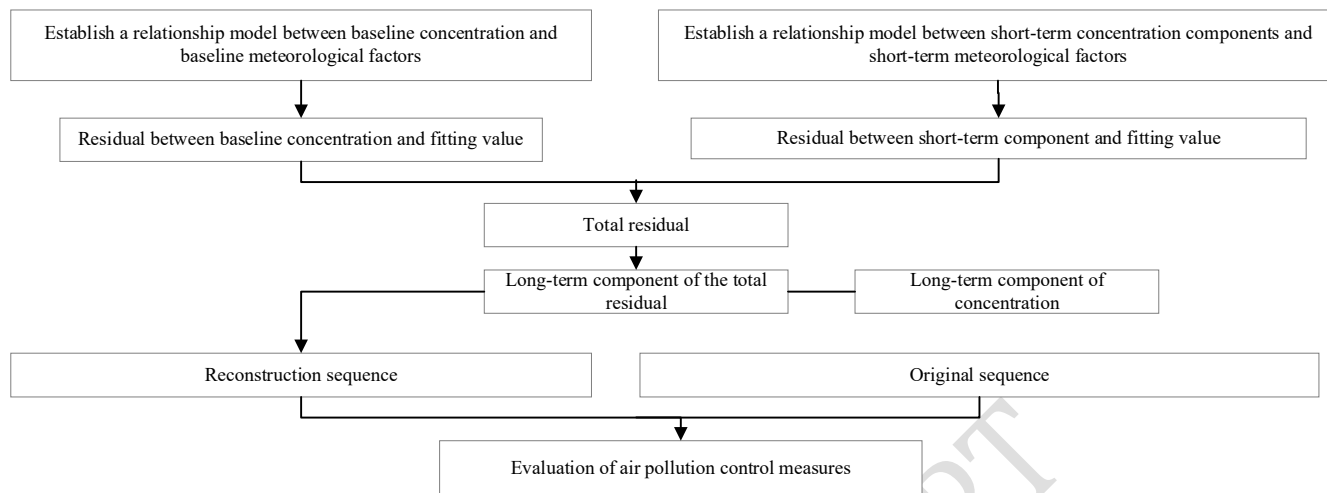 Establish a relationship model between baseline concentration and
baseline meteorological factors
Establish a relationship model between short-term concentration components and
short-term meteorological factors
Residual between baseline concentration and fitting value
Residual between short-term component and fitting value
Total residual
Long-term component of the total
residual
Long-term component of
concentration
Reconstruction sequence
Original sequence
Evaluation of air pollution control measures
PT